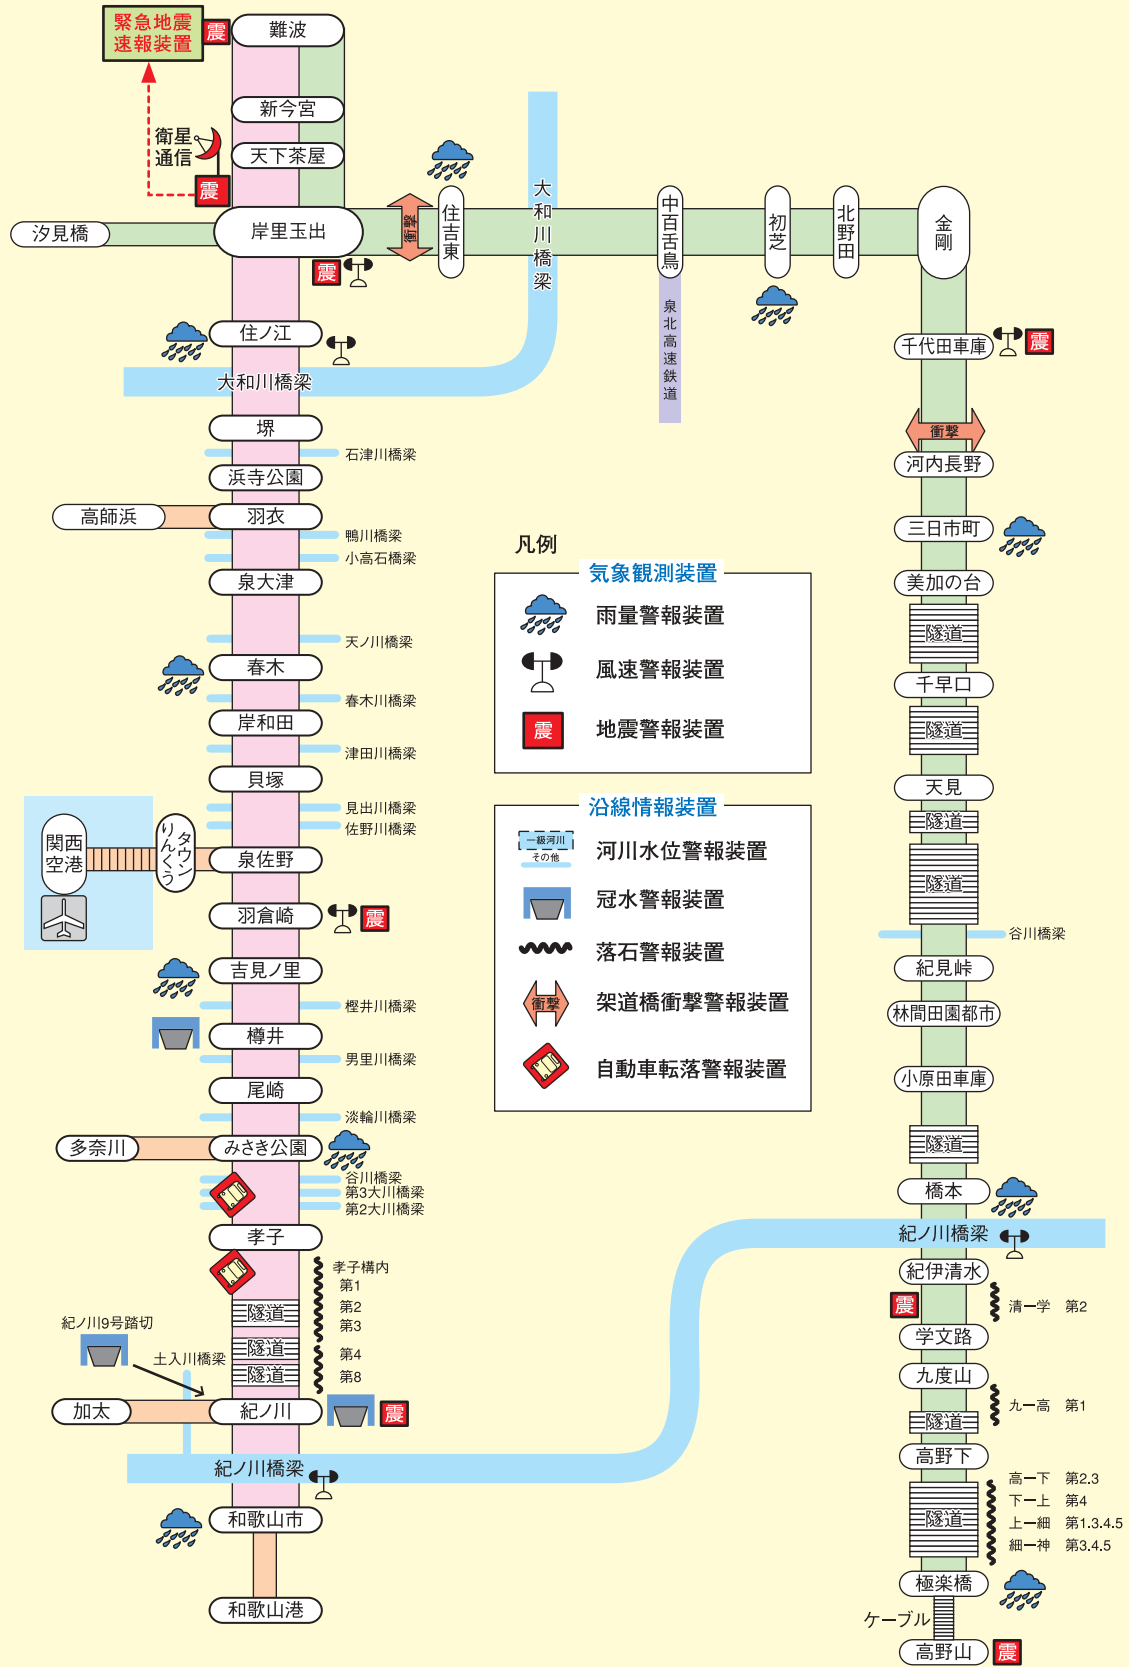 緊急地震
速報装置
震
難波
新今宮
衛星
通信
天下茶屋
震
汐見橋
岸里玉出
衝撃
住吉東
大和川橋梁
中百舌鳥
初芝
北野田
金剛
震
泉北高速鉄道
住ノ江
大和川橋梁
千代田車庫
震
堺
石津川橋梁
衝撃
河内長野
浜寺公園
高師浜
羽衣
鴨川橋梁
小高石橋梁
三日市町
泉大津
美加の台
天ノ川橋梁
隧道
春木
千早口
春木川橋梁
岸和田
隧道
津田川橋梁
貝塚
天見
見出川橋梁
佐野川橋梁
隧道
関西
空港
りんくう
タウン
泉佐野
隧道
羽倉崎
震
谷川橋梁
吉見ノ里
紀見峠
樫井川橋梁
林間田園都市
樽井
男里川橋梁
小原田車庫
尾崎
淡輪川橋梁
隧道
多奈川
みさき公園
谷川橋梁
第3大川橋梁
第2大川橋梁
橋本
孝子
紀ノ川橋梁
孝子構内
第1
第2
第3
紀伊清水
震
清ー学 第2
隧道
学文路
紀ノ川9号踏切
土入川橋梁
隧道
第4
隧道
第8
九度山
九ー高 第1
加太
紀ノ川
震
隧道
高野下
紀ノ川橋梁
高ー下 第2.3
下ー上 第4
上ー細 第1.3.4.5
細ー神 第3.4.5
隧道
和歌山市
極楽橋
和歌山港
ケーブル
高野山
震
凡例
気象観測装置
雨量警報装置
風速警報装置
震
地震警報装置
沿線情報装置
一級河川
その他
河川水位警報装置
冠水警報装置
落石警報装置
衝撃
架道橋衝撃警報装置
自動車転落警報装置